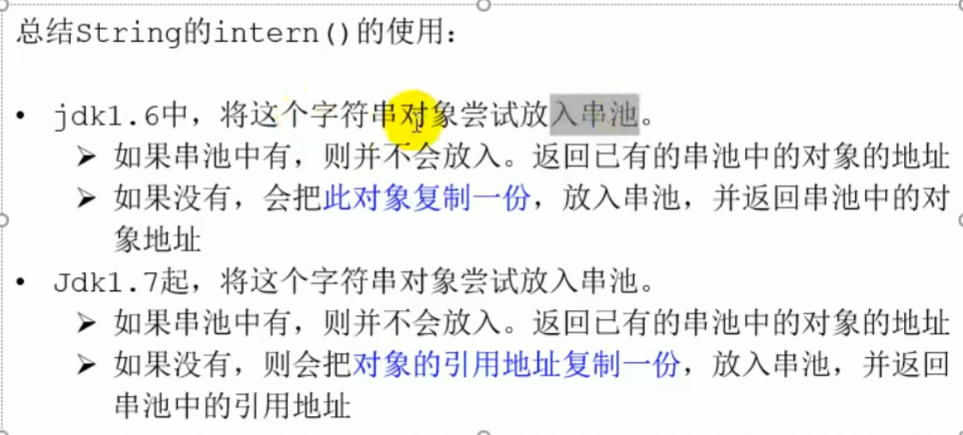 总结String的intern()的使用：
• jdk1.6中，将这个字符串对象尝试放入串池。
➢ 如果串池中有，则并不会放入。返回已有的串池中的对象的地址
➢ 如果没有，会把此对象复制一份，放入串池，并返回串池中的对
象地址
• Jdk1.7起，将这个字符串对象尝试放入串池。
➢ 如果串池中有，则并不会放入。返回已有的串池中的对象的地址
➢ 如果没有，则会把对象的引用地址复制一份，放入串池，并返回
串池中的引用地址